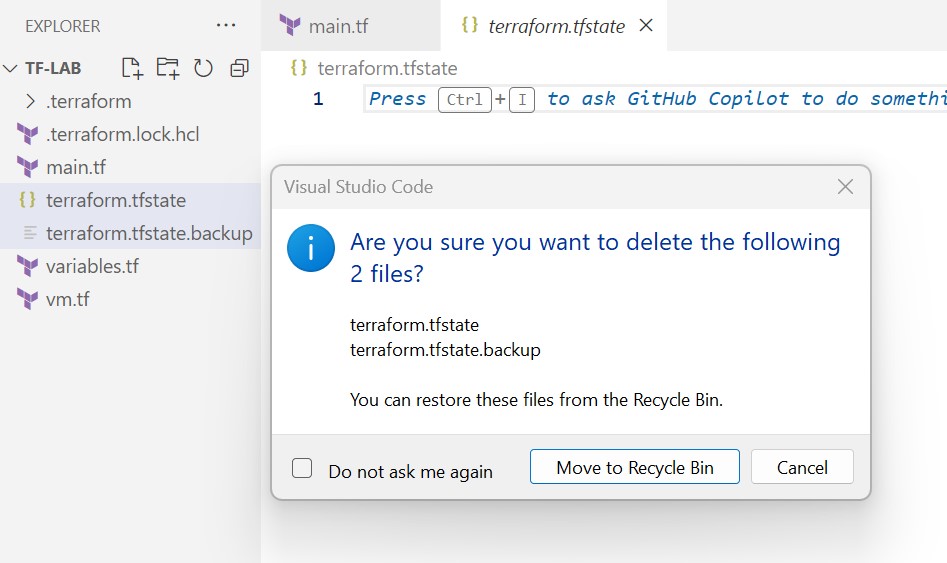 EXPLORER ...
main.tf
terraform.tfstate
TF-LAB
terraform.tfstate
.terraform
1
Press Ctrl + I to ask GitHub Copilot to do
.terraform.lock.hcl
main.tf
terraform.tfstate
terraform.tfstate.backup
variables.tf
vm.tf
Visual Studio Code
Are you sure you want to delete the following
2 files?
terraform.tfstate
terraform.tfstate.backup
You can restore these files from the Recycle Bin.
Do not ask me again
Move to Recycle Bin
Cancel